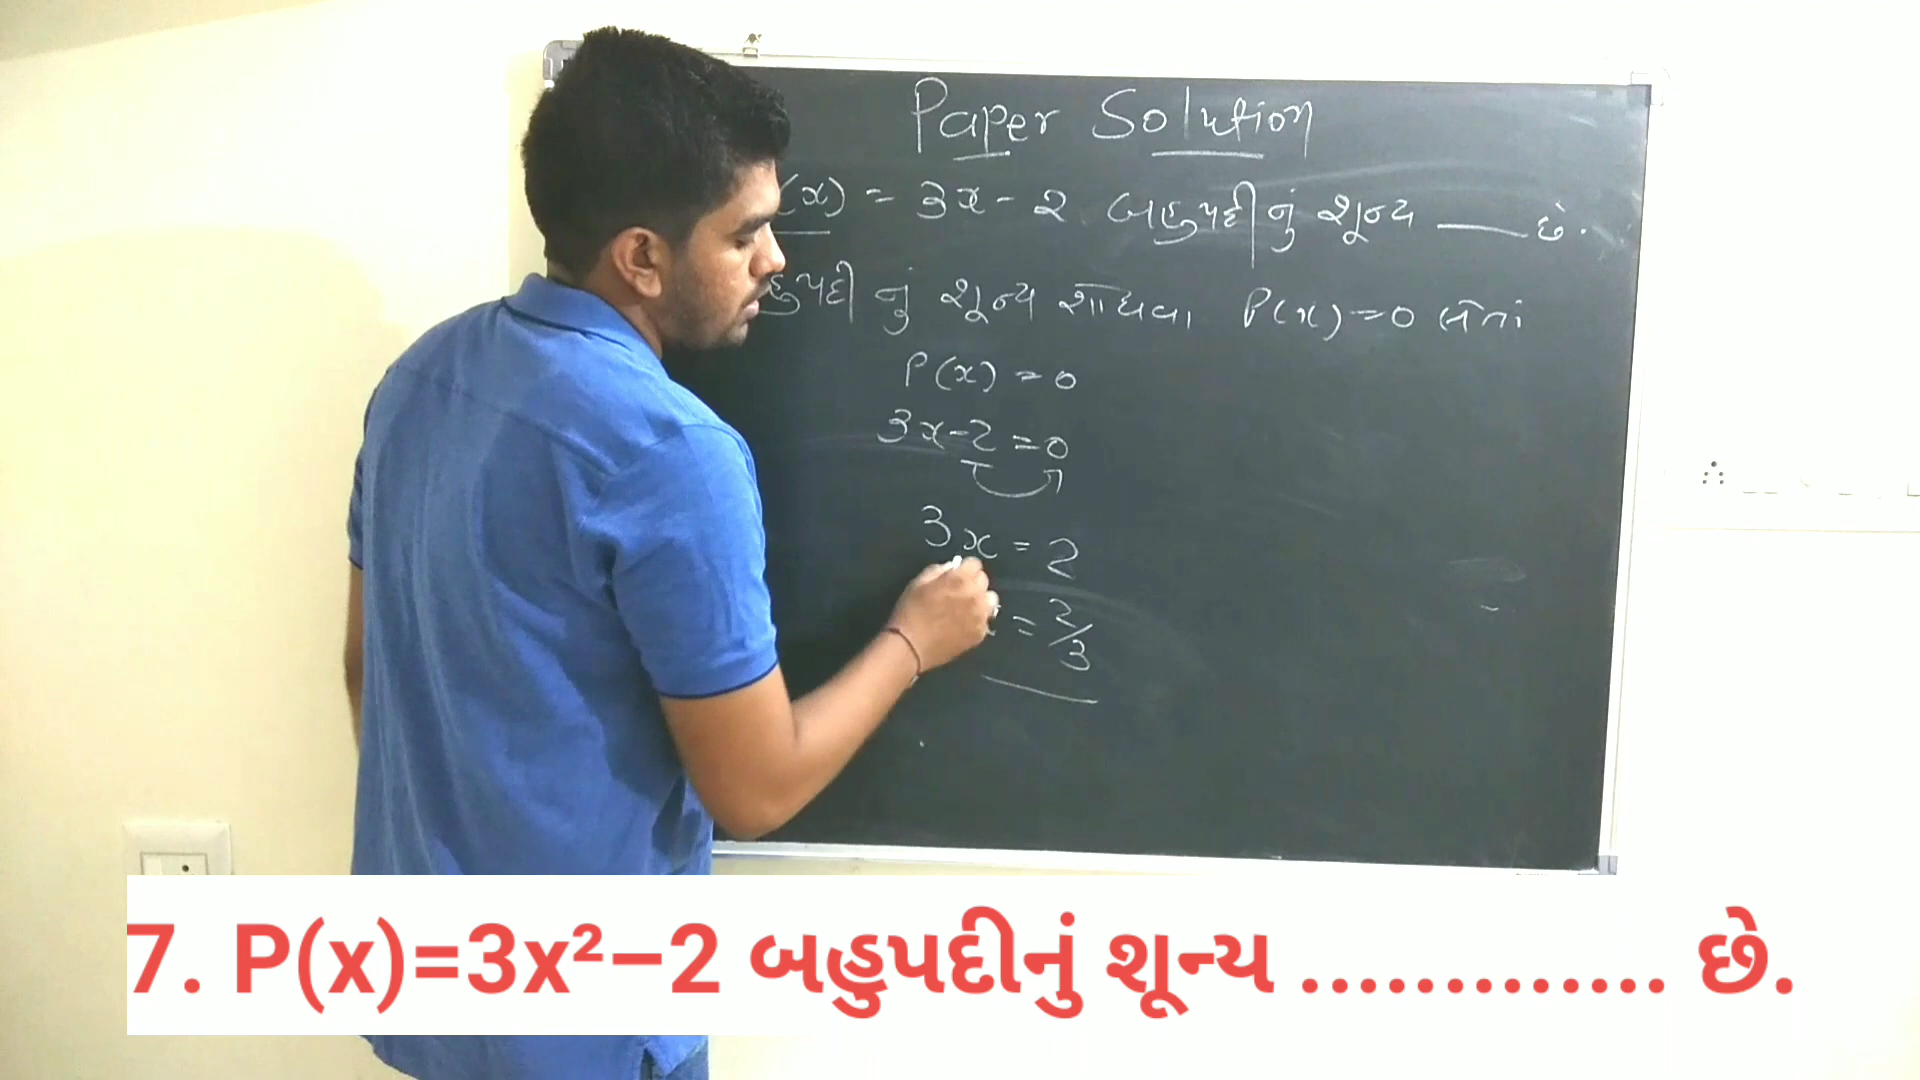 Paper Solution
(x) = 3x - 2 બહુપદીનું શૂન્ય ___ છે.
હુપદી નું શૂન્ય શોધવા P(x) = 0 લેતાં
P(x) = 0
3x-2 = 0
3x = 2
= 2/3
7. P(x)=3x²–2 બહુપદીનું શૂન્ય ............. છે.